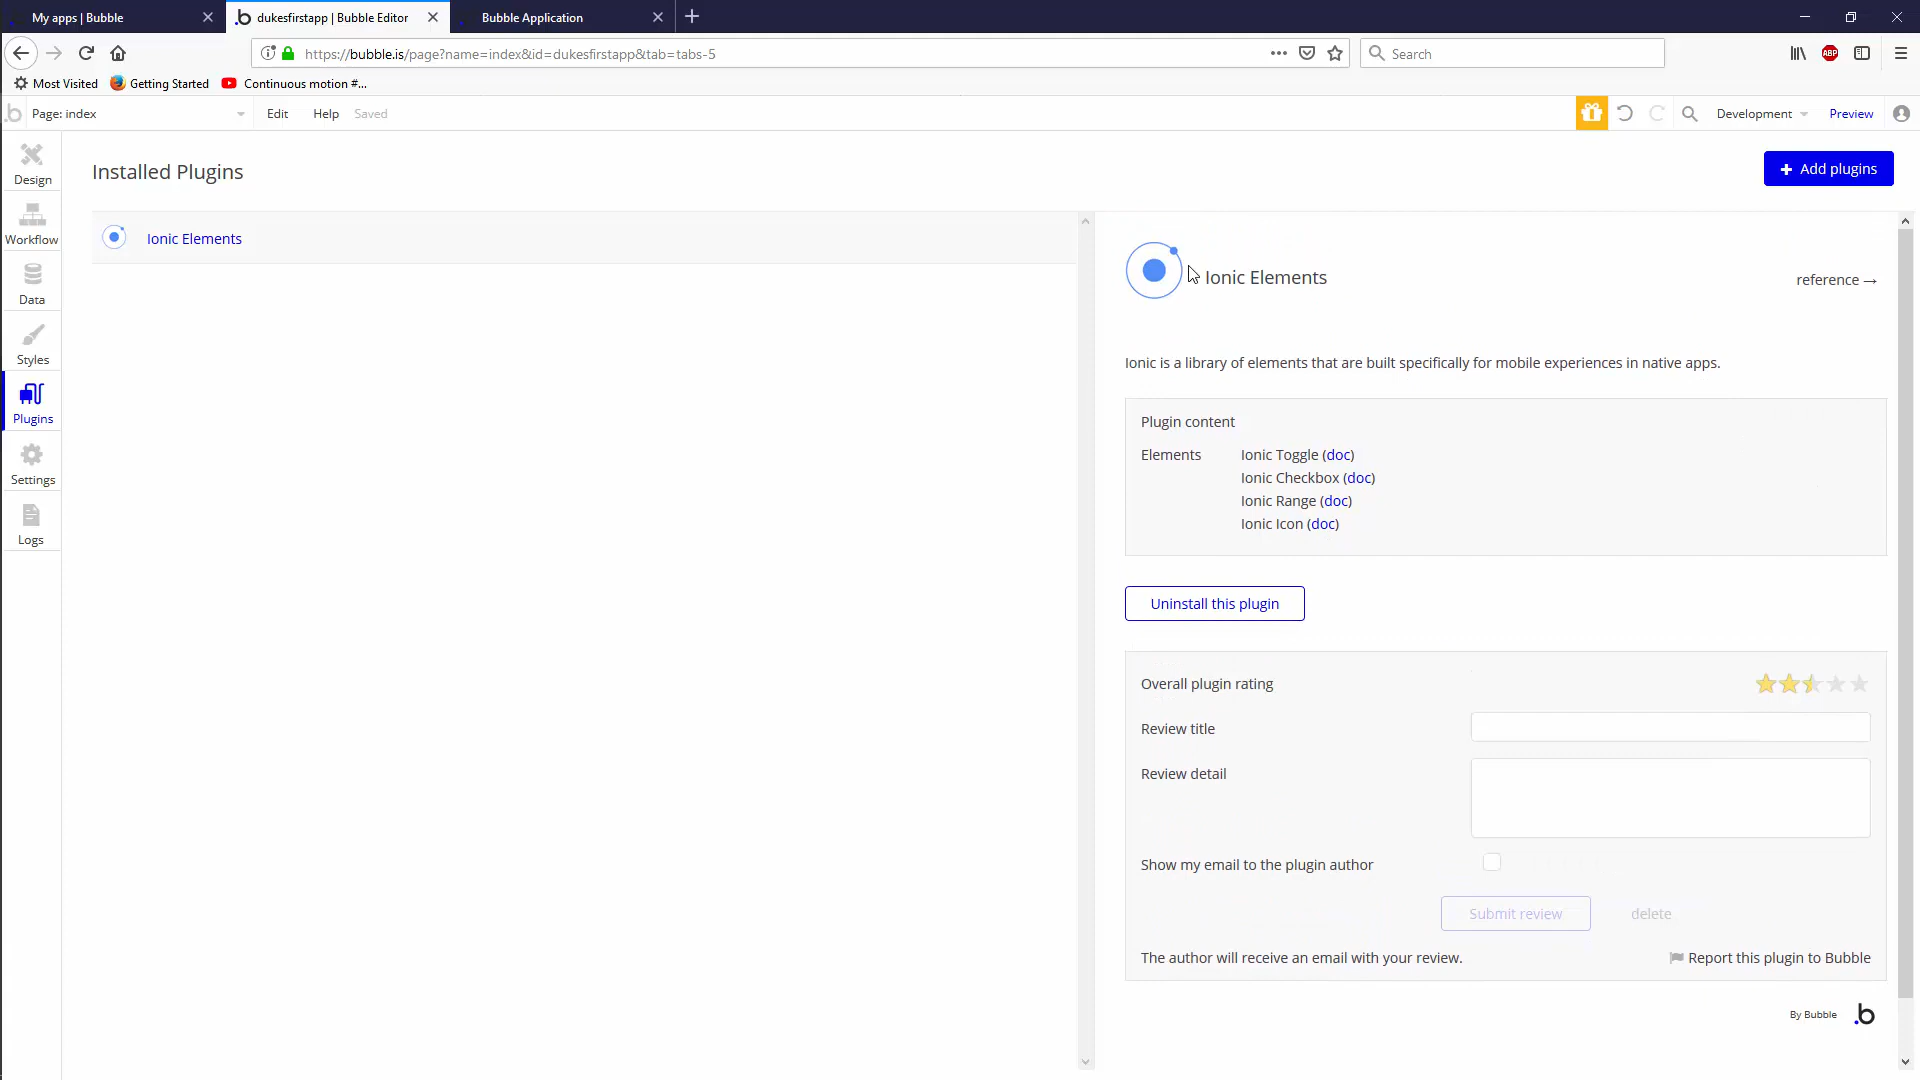 My apps | Bubble
dukesfirstapp | Bubble Editor
Bubble Application
https://bubble.is/page?name=index&id=dukesfirstapp&tab=tabs-5
Search
ABP
Most Visited
Getting Started
Continuous motion #...
.b
Page: index
Edit
Help
Saved
Development
Preview
Design
Workflow
Data
Styles
Plugins
Settings
Logs
Installed Plugins
+ Add plugins
Ionic Elements
Ionic Elements
reference →
Ionic is a library of elements that are built specifically for mobile experiences in native apps.
Plugin content
Elements
Ionic Toggle (doc)
Ionic Checkbox (doc)
Ionic Range (doc)
Ionic Icon (doc)
Uninstall this plugin
Overall plugin rating
Review title
Review detail
Show my email to the plugin author
Submit review
delete
The author will receive an email with your review.
Report this plugin to Bubble
By Bubble
.b